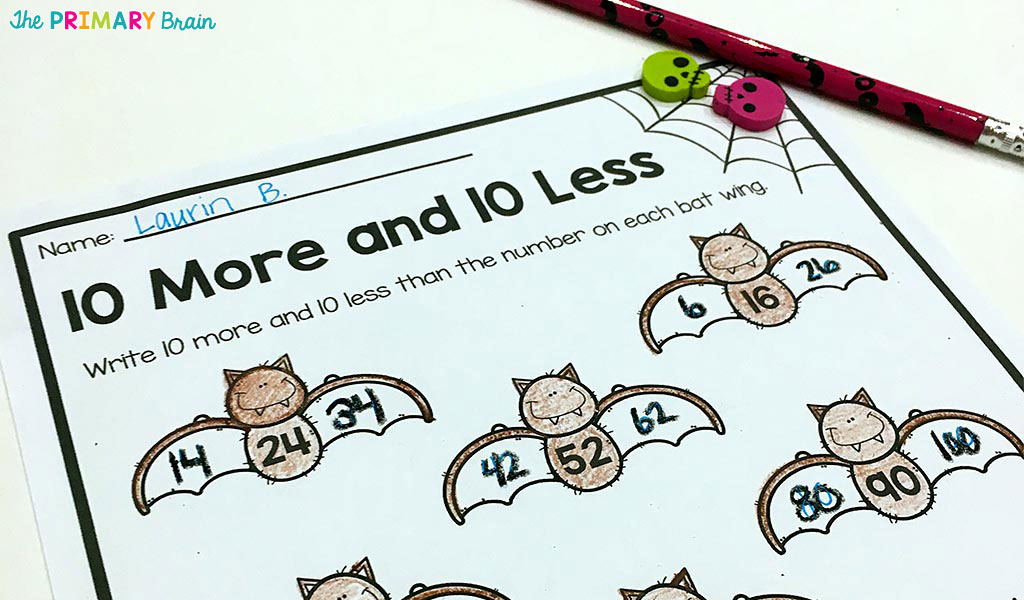 The PRIMARY Brain
Name: Laurin B.
10 More and 10 Less
Write 10 more and 10 less than the number on each bat wing.
6 16 26
14 24 34
42 52 62
80 90 100